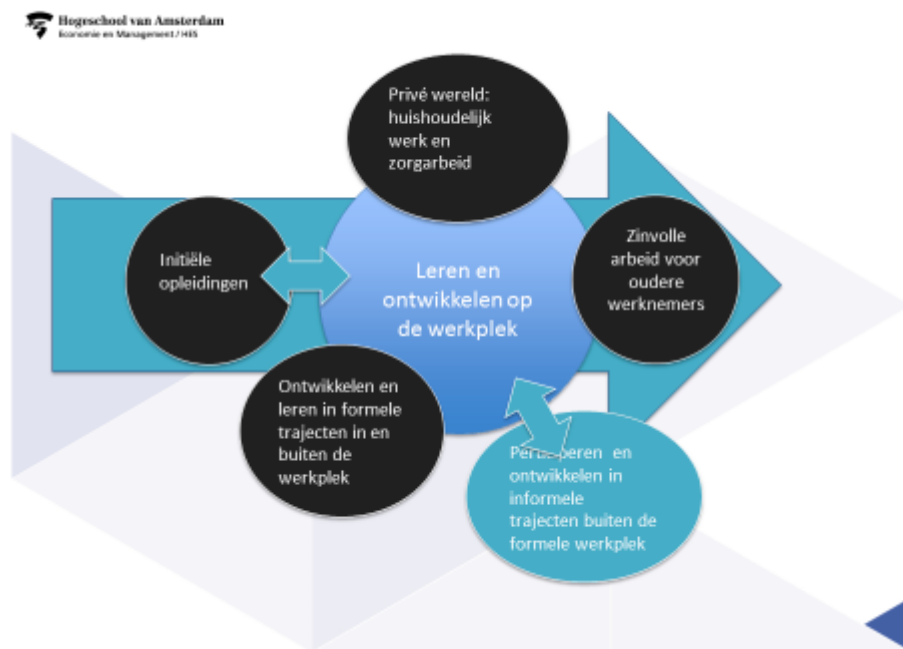 Hogeschool van Amsterdam
Economie en Management / HES
Privé wereld:
huishoudelijk
werk en
zorgarbeid
Initiële
opleidingen
Leren en
ontwikkelen op
de werkplek
Zinvolle
arbeid voor
oudere
werknemers
Ontwikkelen en
leren in formele
trajecten in en
buiten de
werkplek
en
ontwikkelen in
informele
trajecten buiten de
formele werkplek